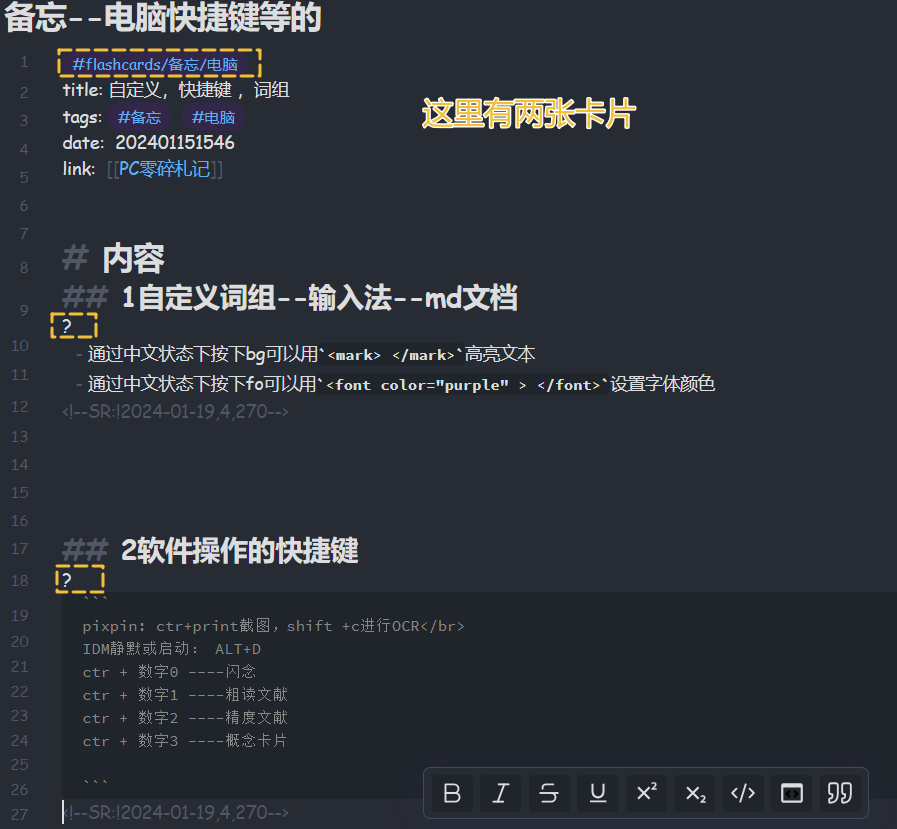 备忘--电脑快捷键等的
1 #flashcards/备忘/电脑
2 title: 自定义，快捷键 ，词组
这里有两张卡片
3 tags: #备忘 #电脑
4 date: 202401151546
5 link: [[PC零碎札记]]
6
7
8 # 内容
9 ## 1自定义词组--输入法--md文档
?
10 - 通过中文状态下按下bg可以用`<mark> </mark>`高亮文本
11 - 通过中文状态下按下fo可以用`<font color="purple" > </font>`设置字体颜色
12 <!--SR:!2024-01-19,4,270-->
13
14
15
16
17 ## 2软件操作的快捷键
18 ?
```
19 pixpin: ctr+print截图，shift +c进行OCR</br>
20 IDM静默或启动： ALT+D
21 ctr + 数字0 ----闪念
22 ctr + 数字1 ----粗读文献
23 ctr + 数字2 ----精度文献
24 ctr + 数字3 ----概念卡片
25
26 ```
27 <!--SR:!2024-01-19,4,270-->
B I S U x² x₂ </>